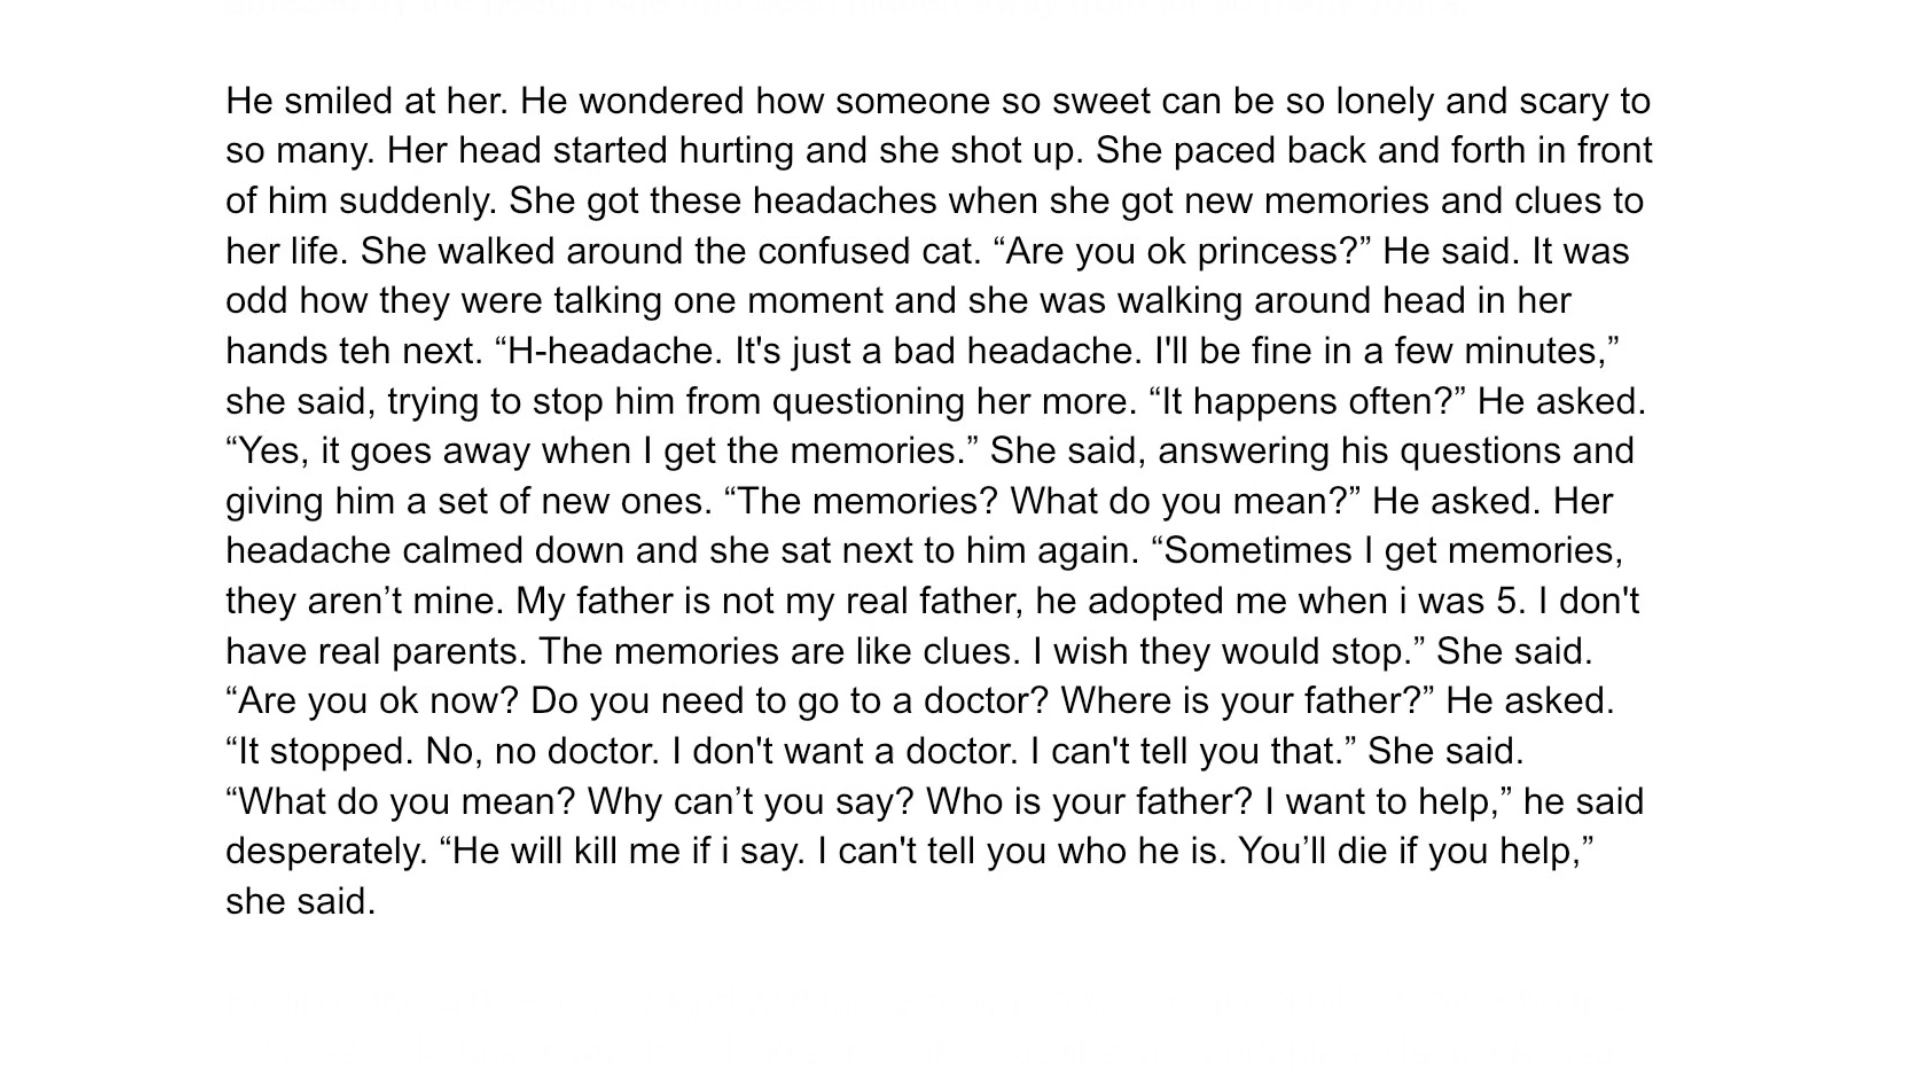 He smiled at her. He wondered how someone so sweet can be so lonely and scary to
so many. Her head started hurting and she shot up. She paced back and forth in front
of him suddenly. She got these headaches when she got new memories and clues to
her life. She walked around the confused cat. “Are you ok princess?” He said. It was
odd how they were talking one moment and she was walking around head in her
hands teh next. “H-headache. It's just a bad headache. I'll be fine in a few minutes,”
she said, trying to stop him from questioning her more. “It happens often?” He asked.
“Yes, it goes away when I get the memories.” She said, answering his questions and
giving him a set of new ones. “The memories? What do you mean?” He asked. Her
headache calmed down and she sat next to him again. “Sometimes I get memories,
they aren’t mine. My father is not my real father, he adopted me when i was 5. I don't
have real parents. The memories are like clues. I wish they would stop.” She said.
“Are you ok now? Do you need to go to a doctor? Where is your father?” He asked.
“It stopped. No, no doctor. I don't want a doctor. I can't tell you that.” She said.
“What do you mean? Why can’t you say? Who is your father? I want to help,” he said
desperately. “He will kill me if i say. I can't tell you who he is. You’ll die if you help,”
she said.